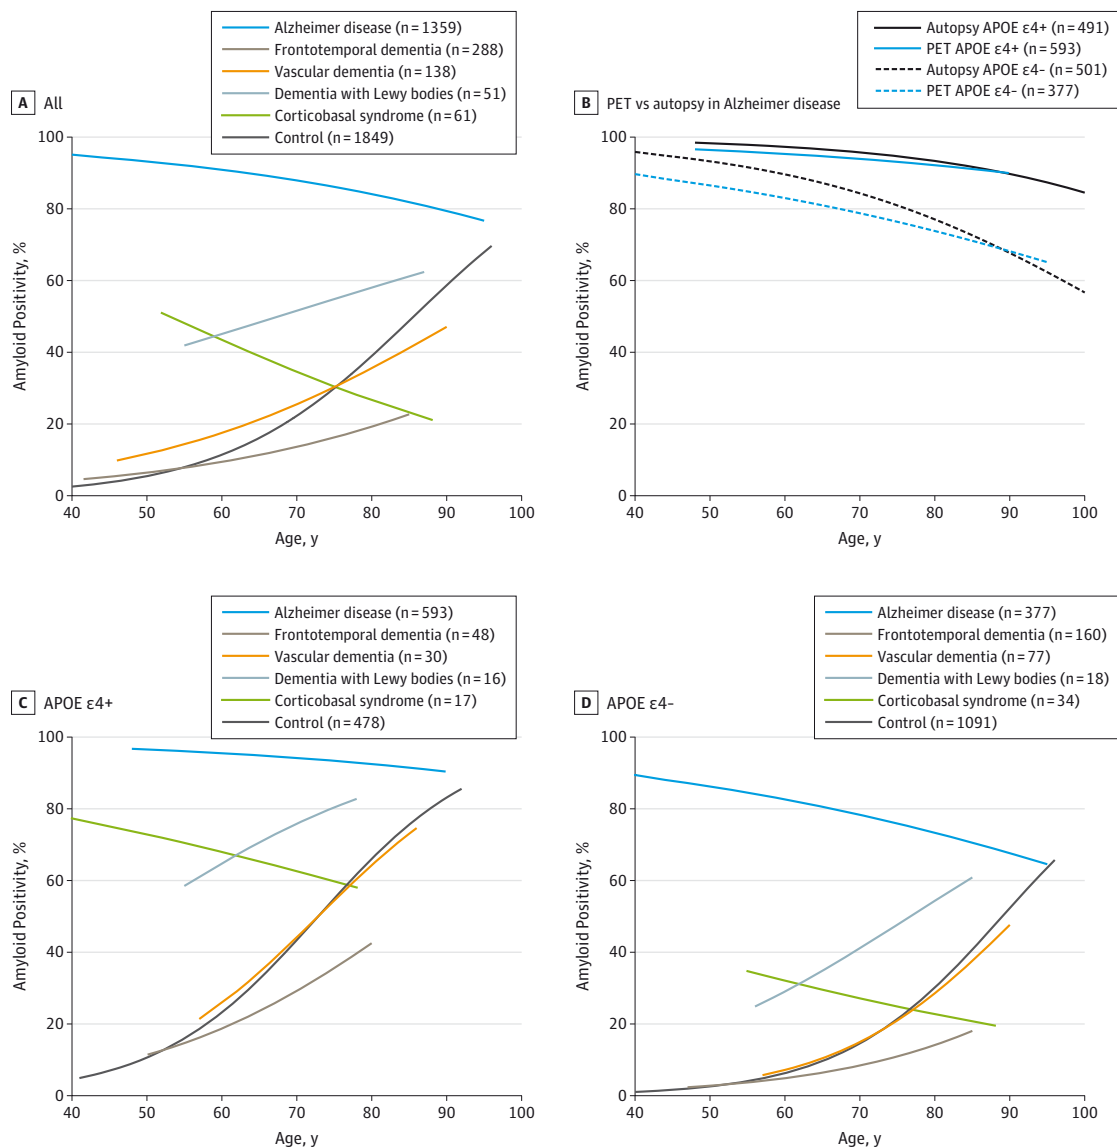 Alzheimer disease (n = 1359)
Frontotemporal dementia (n = 288)
Vascular dementia (n = 138)
Dementia with Lewy bodies (n = 51)
Corticobasal syndrome (n = 61)
Control (n = 1849)
A All
100
80
60
40
20
0
Amyloid Positivity, %
40 50 60 70 80 90 100
Age, y
Autopsy APOE ε4+ (n = 491)
PET APOE ε4+ (n = 593)
Autopsy APOE ε4- (n = 501)
PET APOE ε4- (n = 377)
B PET vs autopsy in Alzheimer disease
100
80
60
40
20
0
Amyloid Positivity, %
40 50 60 70 80 90 100
Age, y
Alzheimer disease (n = 593)
Frontotemporal dementia (n = 48)
Vascular dementia (n = 30)
Dementia with Lewy bodies (n = 16)
Corticobasal syndrome (n = 17)
Control (n = 478)
C APOE ε4+
100
80
60
40
20
0
Amyloid Positivity, %
40 50 60 70 80 90 100
Age, y
Alzheimer disease (n = 377)
Frontotemporal dementia (n = 160)
Vascular dementia (n = 77)
Dementia with Lewy bodies (n = 18)
Corticobasal syndrome (n = 34)
Control (n = 1091)
D APOE ε4-
100
80
60
40
20
0
Amyloid Positivity, %
40 50 60 70 80 90 100
Age, y